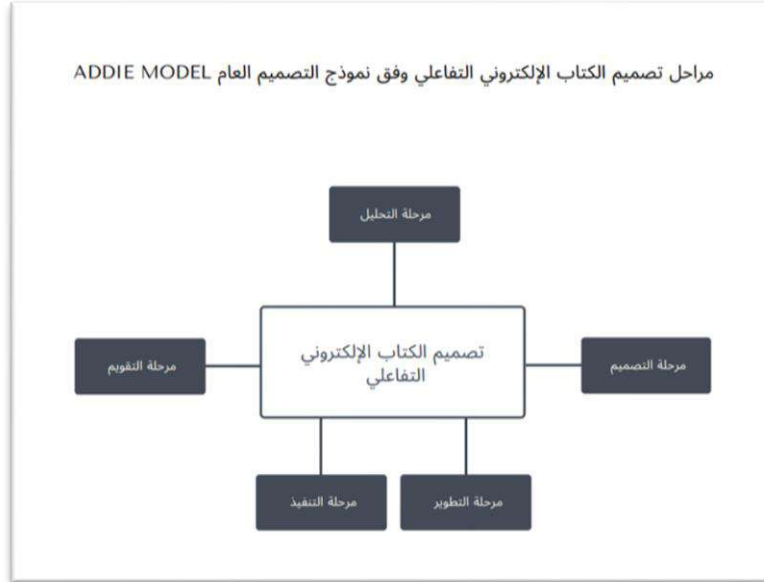 مراحل تصميم الكتاب الإلكتروني التفاعلي وفق نموذج التصميم العام ADDIE MODEL
مرحلة التحليل
تصميم الكتاب الإلكتروني
التفاعلي
مرحلة التصميم
مرحلة التقويم
مرحلة التطوير
مرحلة التنفيذ